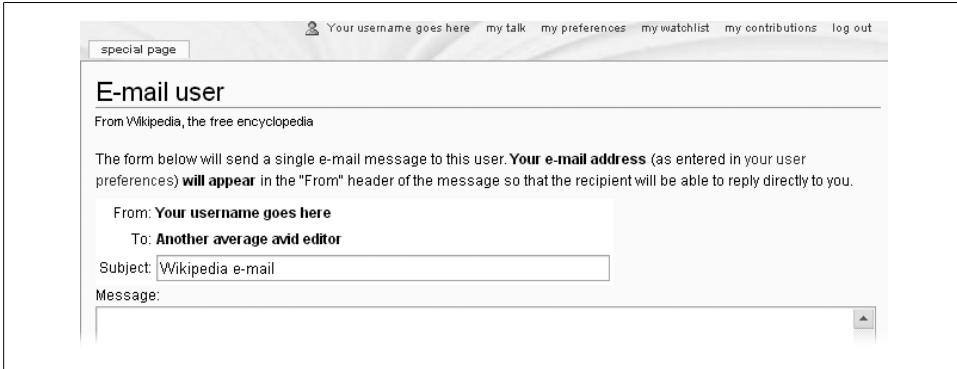 Your username goes here my talk my preferences my watchlist my contributions log out
special page
E-mail user
From Wikipedia, the free encyclopedia
The form below will send a single e-mail message to this user. Your e-mail address (as entered in your user
preferences) will appear in the "From" header of the message so that the recipient will be able to reply directly to you.
From: Your username goes here
To: Another average avid editor
Subject: Wikipedia e-mail
Message: